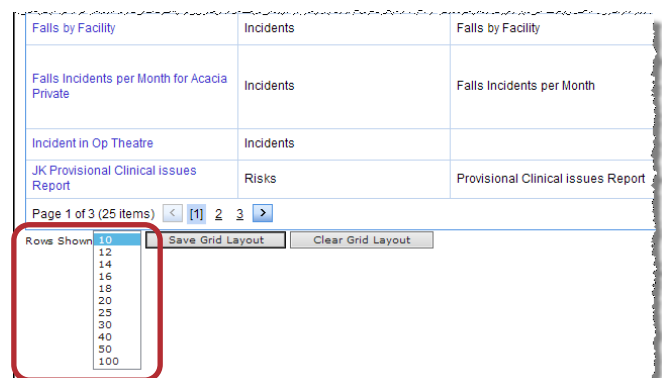 Falls by Facility Incidents Falls by Facility
Falls Incidents per Month for Acacia
Private Incidents Falls Incidents per Month
Incident in Op Theatre Incidents
JK Provisional Clinical issues
Report Risks Provisional Clinical issues Report
Page 1 of 3 (25 items) < [1] 2 3 >
Rows Shown 10 Save Grid Layout Clear Grid Layout
12
14
16
18
20
25
30
40
50
100